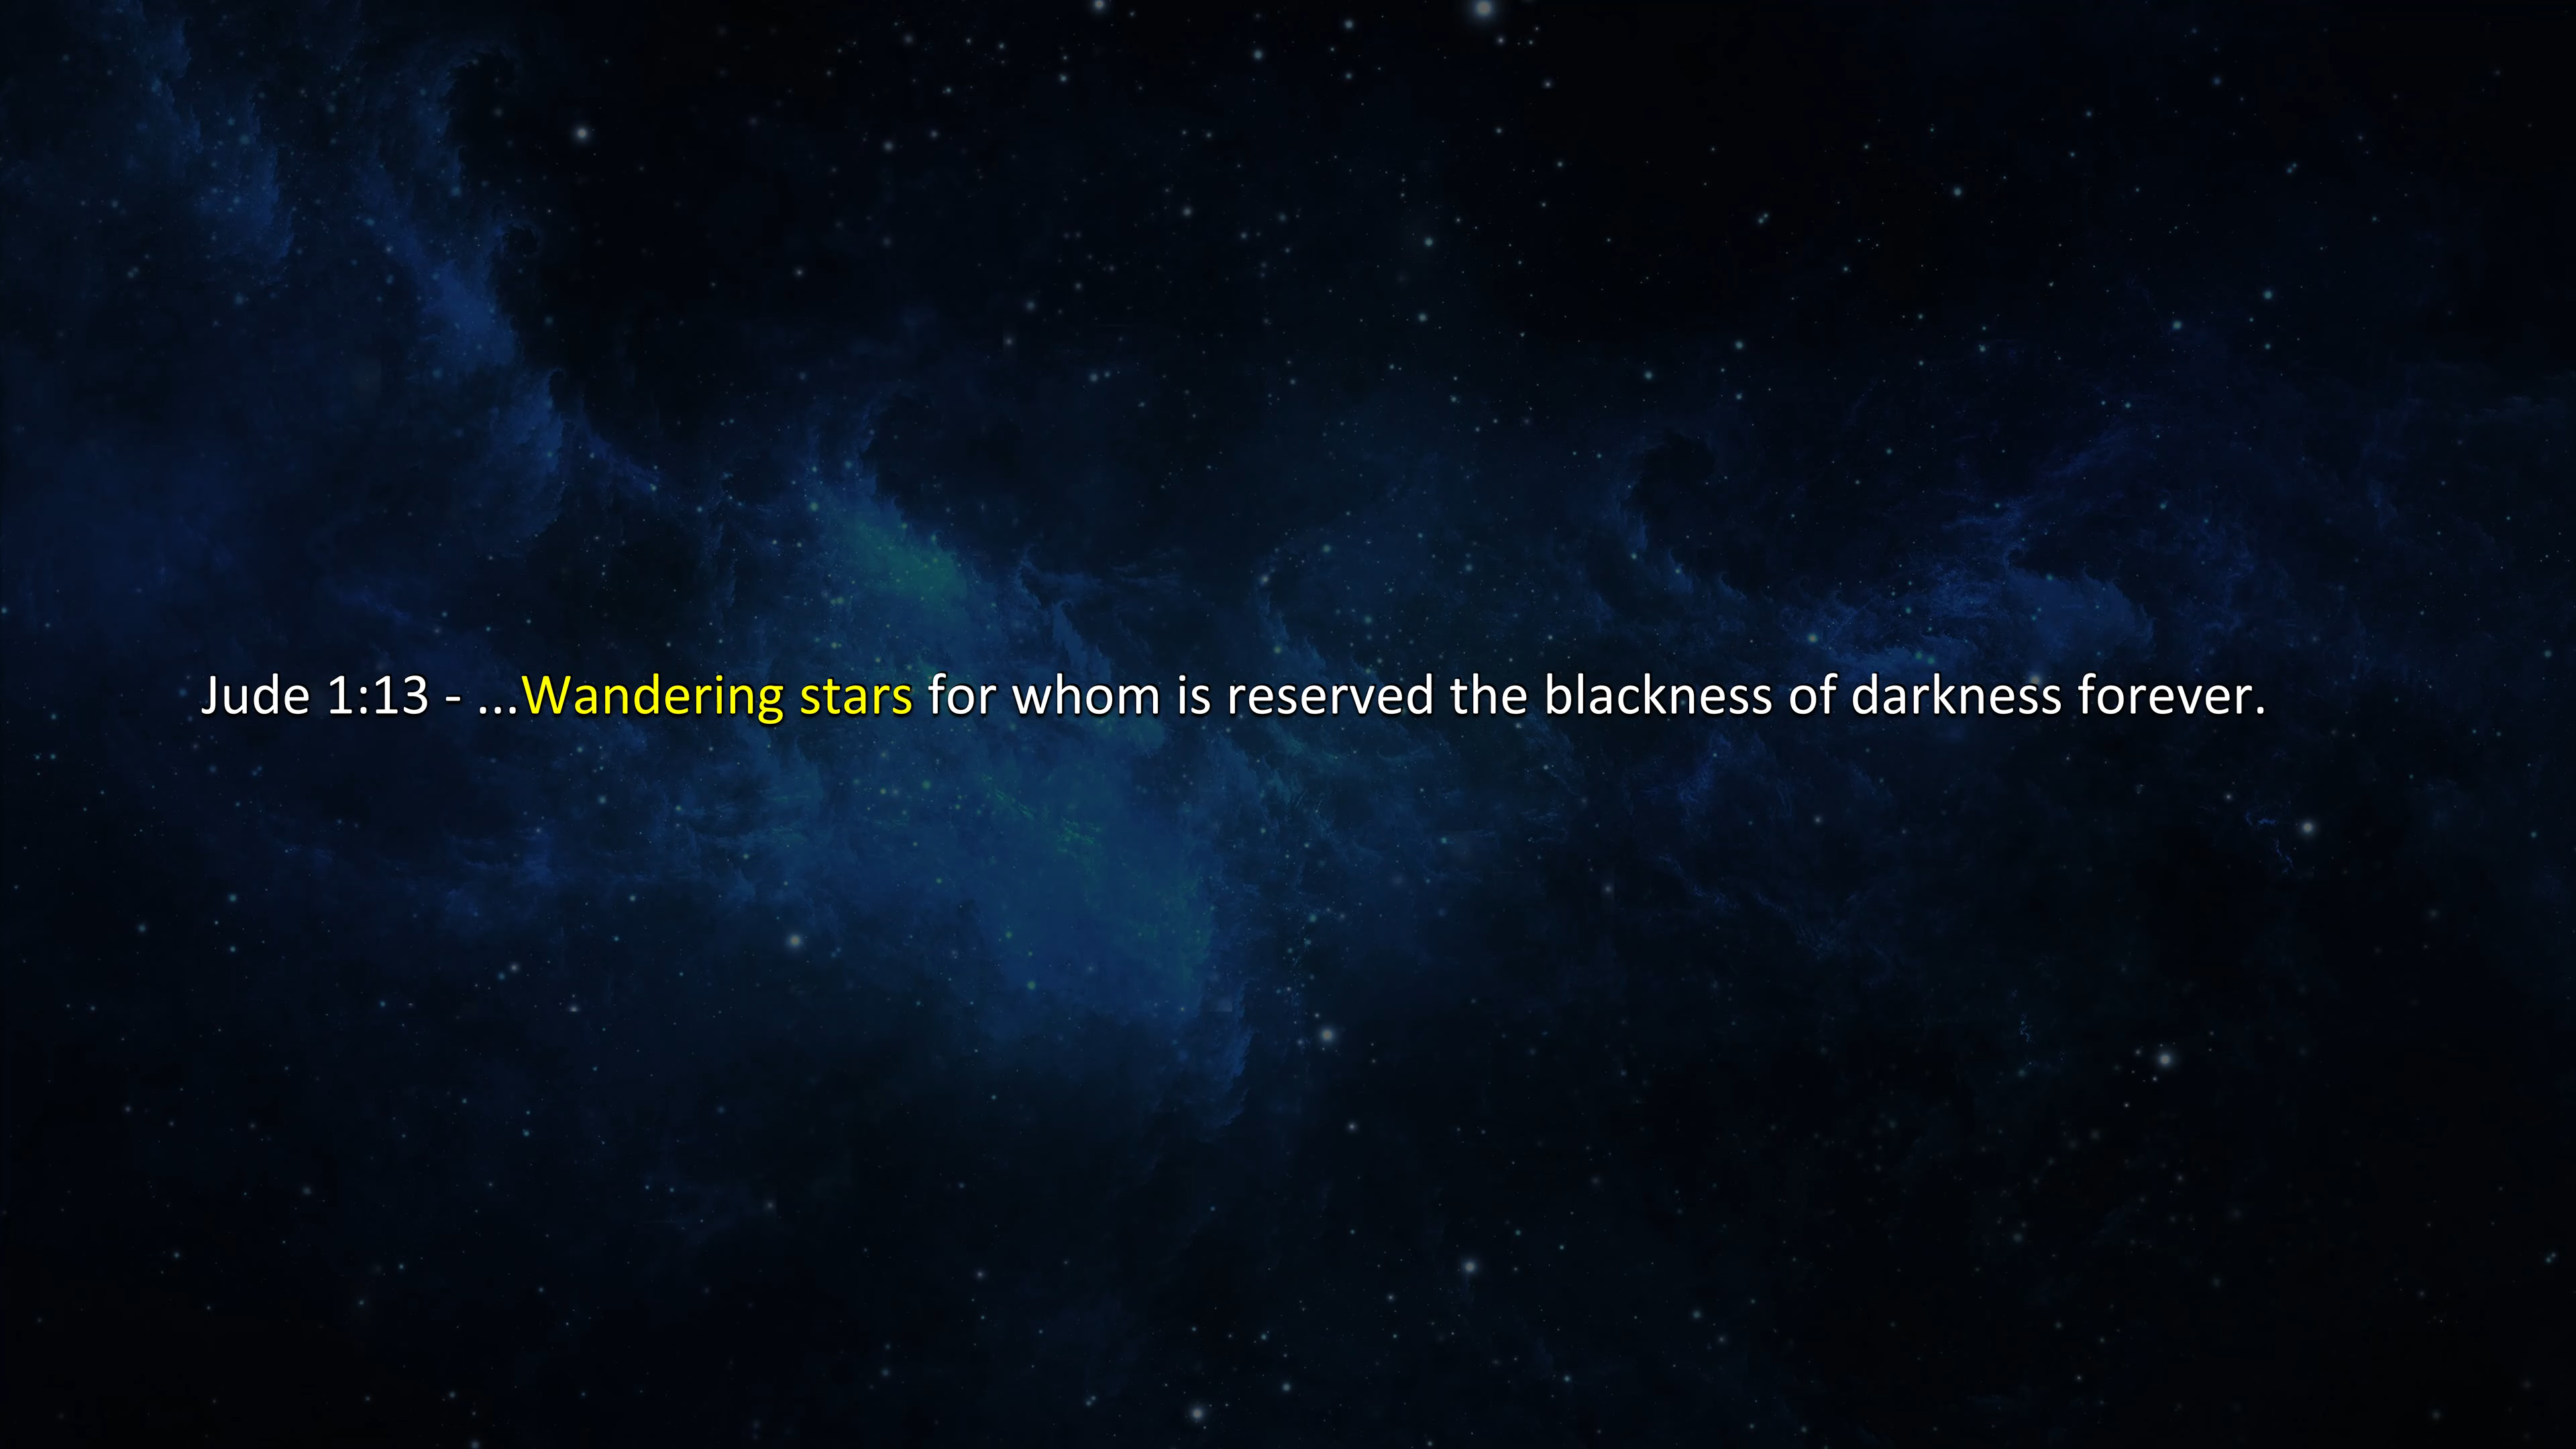 Jude 1:13 - ...Wandering stars for whom is reserved the blackness of darkness forever.